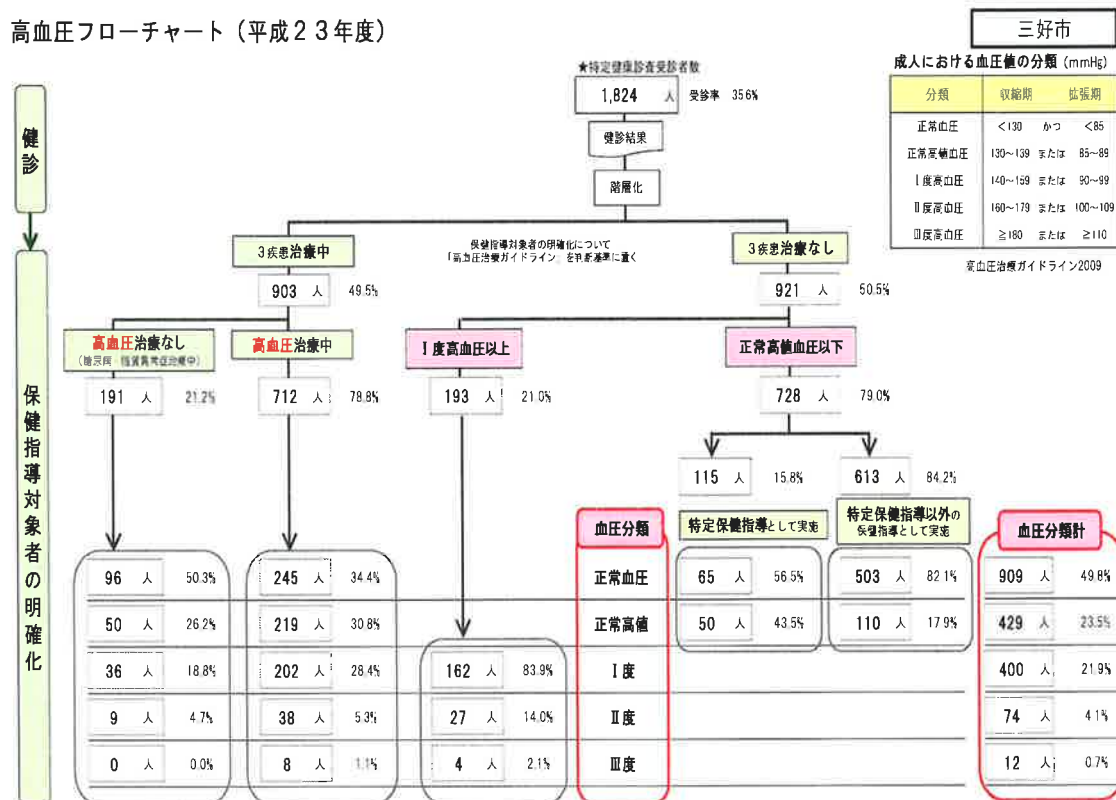 高血圧フローチャート（平成２３年度）
三好市
成人における血圧値の分類 (mmHg)
分類 収縮期 拡張期
正常血圧 <130 かつ <85
正常高値血圧 130～139 または 85～89
Ⅰ度高血圧 140～159 または 90～99
Ⅱ度高血圧 160～179 または 100～109
Ⅲ度高血圧 ≧180 または ≧110
高血圧治療ガイドライン2009
★特定健康診査受診者数
1,824 人 受診率 35.6%
健診結果
階層化
健診
保健指導対象者の明確化
保健指導対象者の明確化について
「高血圧治療ガイドライン」を判断基準に置く
3疾患治療中
903 人 49.5%
3疾患治療なし
921 人 50.5%
高血圧治療なし
（糖尿病・脂質異常症治療中）
191 人 21.2%
高血圧治療中
712 人 78.8%
Ⅰ度高血圧以上
193 人 21.0%
正常高値血圧以下
728 人 79.0%
115 人 15.8%
613 人 84.2%
血圧分類
特定保健指導として実施
特定保健指導以外の
保健指導として実施
血圧分類計
96 人 50.3% 245 人 34.4% 正常血圧 65 人 56.5% 503 人 82.1% 909 人 49.8%
50 人 26.2% 219 人 30.8% 正常高値 50 人 43.5% 110 人 17.9% 429 人 23.5%
36 人 18.8% 202 人 28.4% 162 人 83.9% Ⅰ度 400 人 21.9%
9 人 4.7% 38 人 5.3% 27 人 14.0% Ⅱ度 74 人 4.1%
0 人 0.0% 8 人 1.1% 4 人 2.1% Ⅲ度 12 人 0.7%